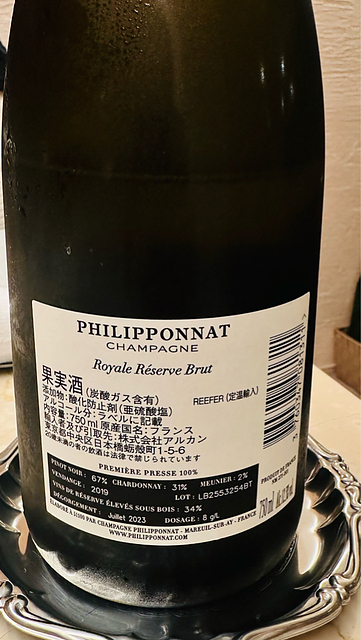 PHILIPPONNAT
CHAMPAGNE
Royale Réserve Brut
果実酒 (炭酸ガス含有)
添加物:酸化防止剤(亜硫酸塩)
REEFER (定温輸入)
アルコール分:ラベルに記載
内容量:750ml 原産国名:フランス
輸入者及び引取先:株式会社アルカン
東京都中央区日本橋蛎殻町1-5-6
20歳未満の者の飲酒は法律で禁じられています
PREMIÈRE PRESSE 100%
PINOT NOIR : 67% CHARDONNAY : 31% MEUNIER : 2%
VENDANGE : 2019
LOT : LB2553254BT
VINS DE RÉSERVE ÉLEVÉS SOUS BOIS : 34%
DÉGORGEMENT : Juillet 2023 DOSAGE : 8 g/L
ÉLABORÉ À 51160 PAR CHAMPAGNE PHILIPPONNAT - MAREUIL-SUR-AY - FRANCE
WWW.PHILIPPONNAT.COM
PRODUCT OF FRANCE
750 ml